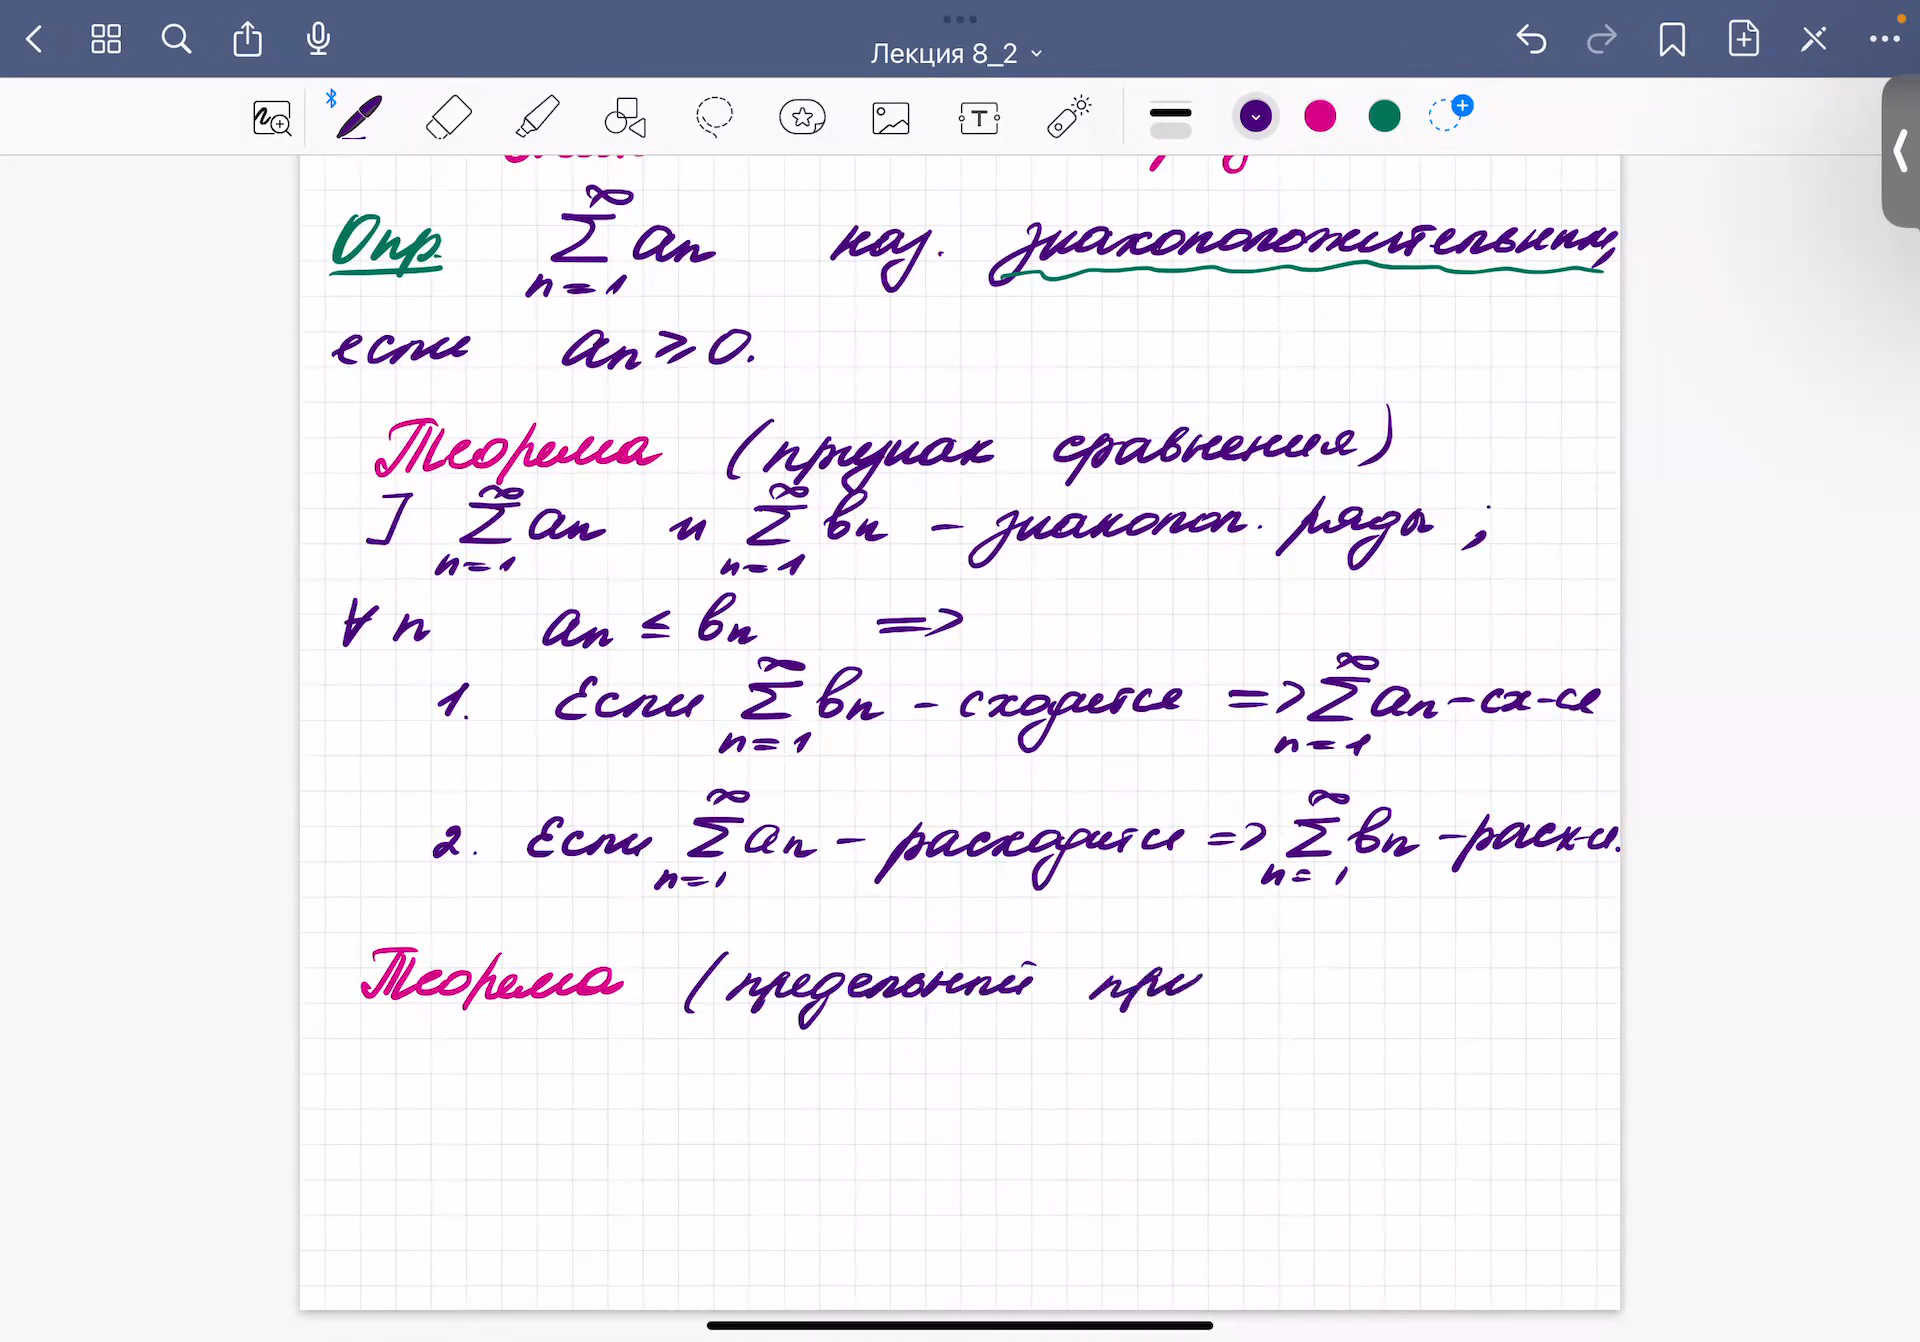 Лекция 8_2
Опр. ∞∑n=1 an наз. знакоположительным,
если an ≥ 0.
Теорема (признак сравнения)
] ∞∑n=1 an и ∞∑n=1 bn - знакопол. ряды ;
∀ n an ≤ bn =>
1. Если ∞∑n=1 bn - сходится => ∞∑n=1 an - сх-ся
2. Если ∞∑n=1 an - расходится => ∞∑n=1 bn -
Теорема (предельный при